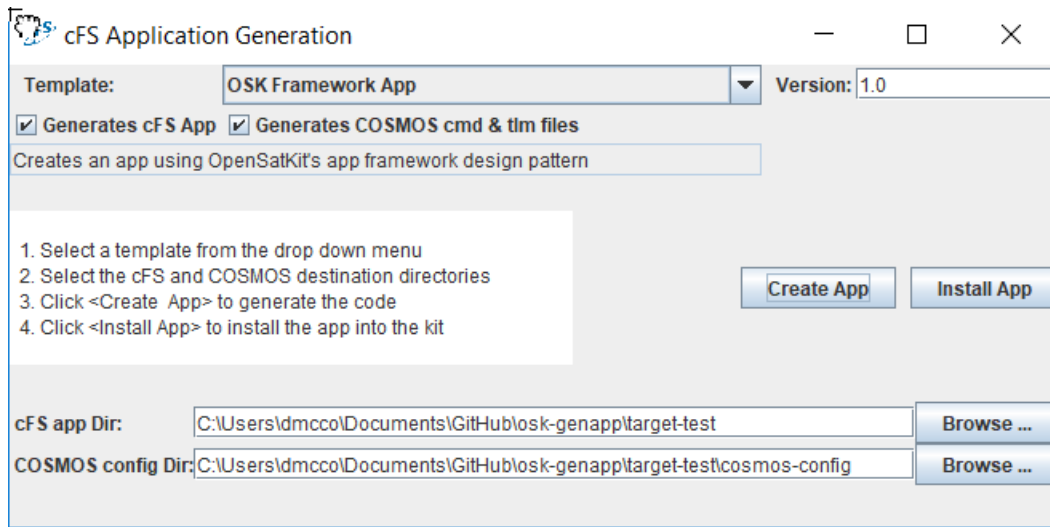 cFS Application Generation
Template: OSK Framework App Version: 1.0
Generates cFS App Generates COSMOS cmd & tlm files
Creates an app using OpenSatKit's app framework design pattern
1. Select a template from the drop down menu
2. Select the cFS and COSMOS destination directories
3. Click <Create App> to generate the code
4. Click <Install App> to install the app into the kit
Create App Install App
cFS app Dir: C:\Users\dmcco\Documents\GitHub\osk-genapp\target-test Browse ...
COSMOS config Dir: C:\Users\dmcco\Documents\GitHub\osk-genapp\target-test\cosmos-config Browse ...